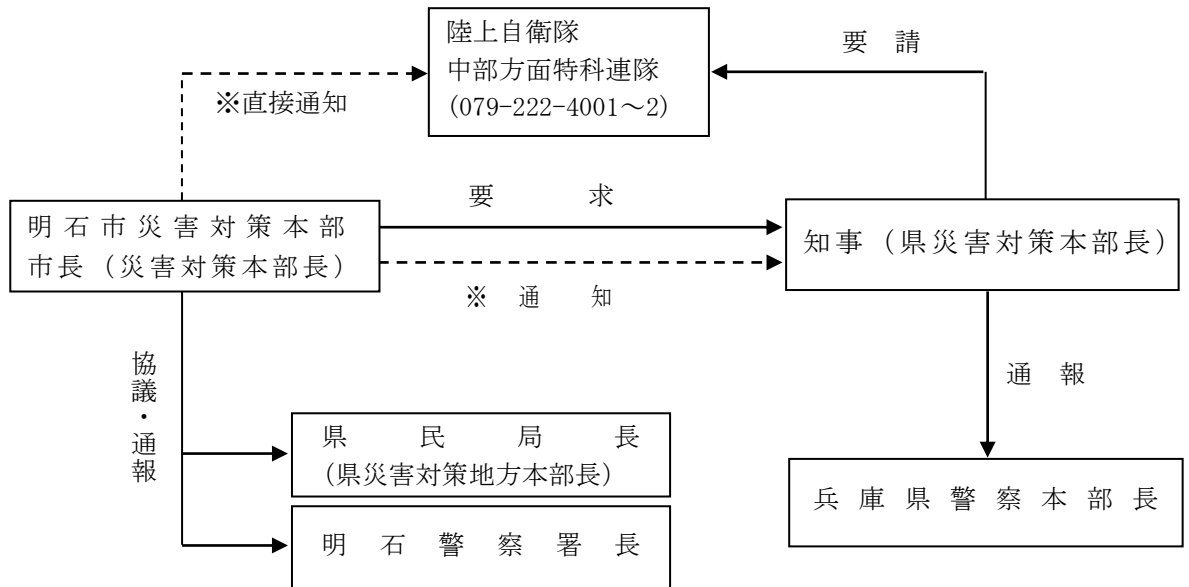 陸上自衛隊
中部方面特科連隊
(079-222-4001～2)
要請
※直接通知
要求
明石市災害対策本部
市長（災害対策本部長）
知事（県災害対策本部長）
※通知
協議・通報
通報
県民局長
（県災害対策地方本部長）
兵庫県警察本部長
明石警察署長